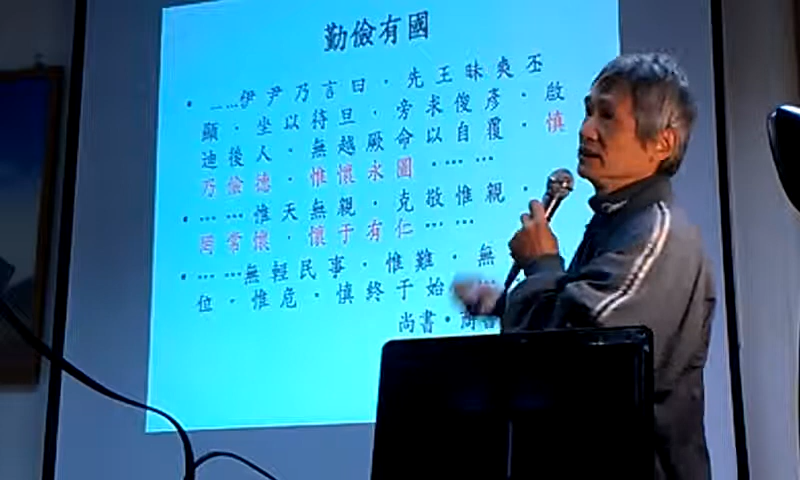 勤儉有國
• ……伊尹乃言曰．先王昧爽丕
顯．坐以待旦．旁求俊彥．啟
迪後人．無越厥命以自覆．慎
乃儉德．惟懷永圖．……
• ……惟天無親．克敬惟親．
罔常懷．懷于有仁……
• ……無輕民事．惟難．無
位．惟危．慎終于始
尚書・商書